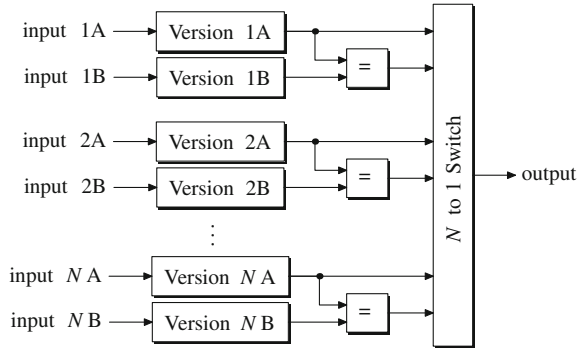 input 1A Version 1A
input 1B Version 1B =
input 2A Version 2A
input 2B Version 2B =
⋮
input N A Version N A
input N B Version N B =
N to 1 Switch
output